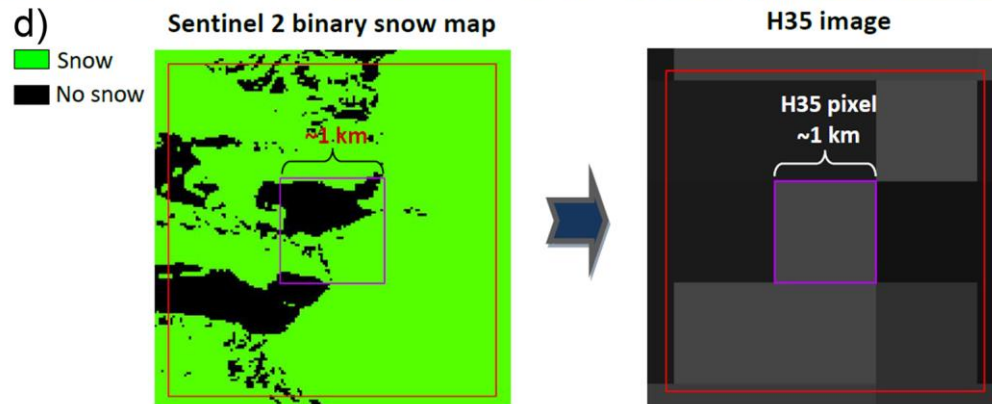 d)
Sentinel 2 binary snow map
H35 image
Snow
No snow
~1 km
H35 pixel
~1 km